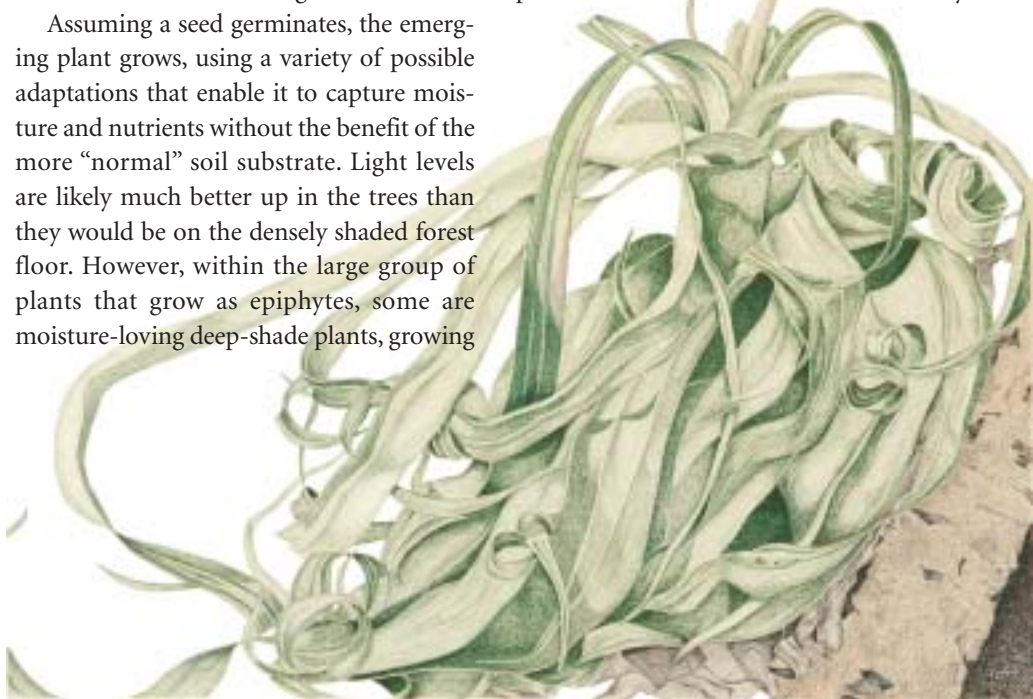 Assuming a seed germinates, the emerg-
ing plant grows, using a variety of possible
adaptations that enable it to capture mois-
ture and nutrients without the benefit of the
more “normal” soil substrate. Light levels
are likely much better up in the trees than
they would be on the densely shaded forest
floor. However, within the large group of
plants that grow as epiphytes, some are
moisture-loving deep-shade plants, growing